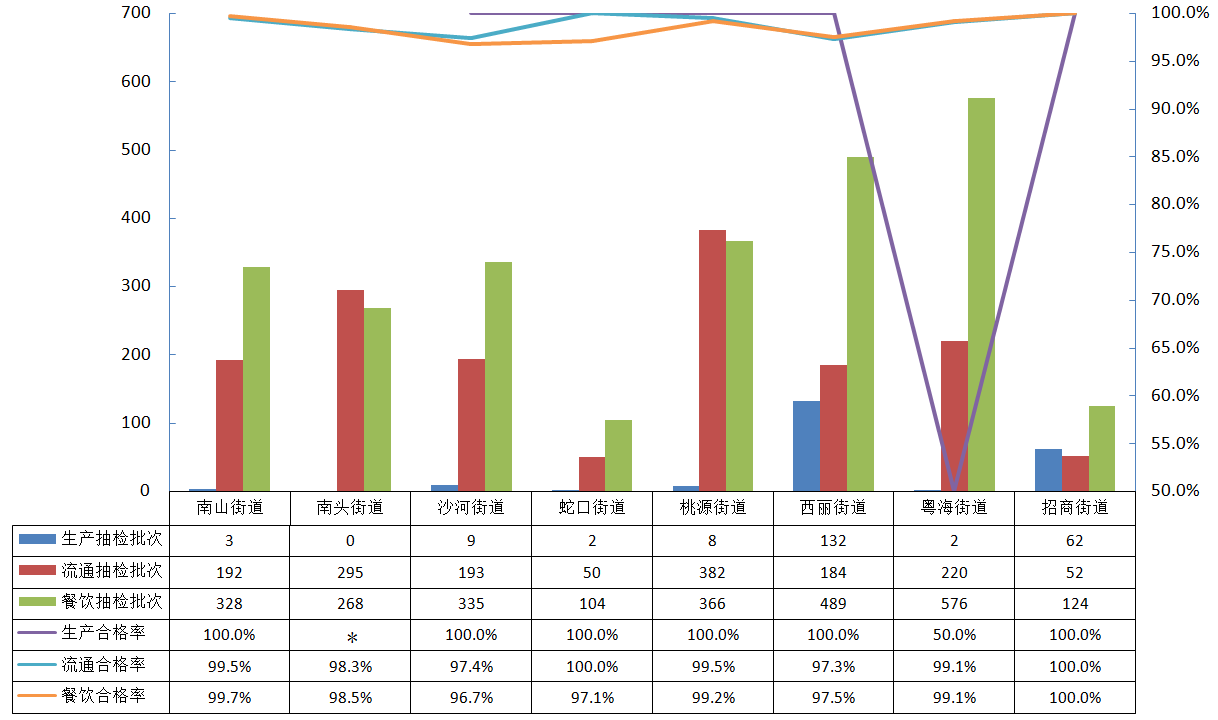 700
600
500
400
300
200
100
0
100.0%
95.0%
90.0%
85.0%
80.0%
75.0%
70.0%
65.0%
60.0%
55.0%
50.0%
南山街道 南头街道 沙河街道 蛇口街道 桃源街道 西丽街道 粤海街道 招商街道
生产抽检批次 3 0 9 2 8 132 2 62
流通抽检批次 192 295 193 50 382 184 220 52
餐饮抽检批次 328 268 335 104 366 489 576 124
生产合格率 100.0% * 100.0% 100.0% 100.0% 100.0% 50.0% 100.0%
流通合格率 99.5% 98.3% 97.4% 100.0% 99.5% 97.3% 99.1% 100.0%
餐饮合格率 99.7% 98.5% 96.7% 97.1% 99.2% 97.5% 99.1% 100.0%